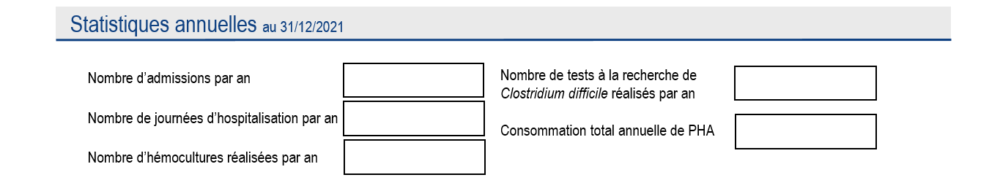 Statistiques annuelles au 31/12/2021
Nombre d’admissions par an
Nombre de journées d’hospitalisation par an
Nombre d’hémocultures réalisées par an
Nombre de tests à la recherche de
Clostridium difficile réalisés par an
Consommation total annuelle de PHA